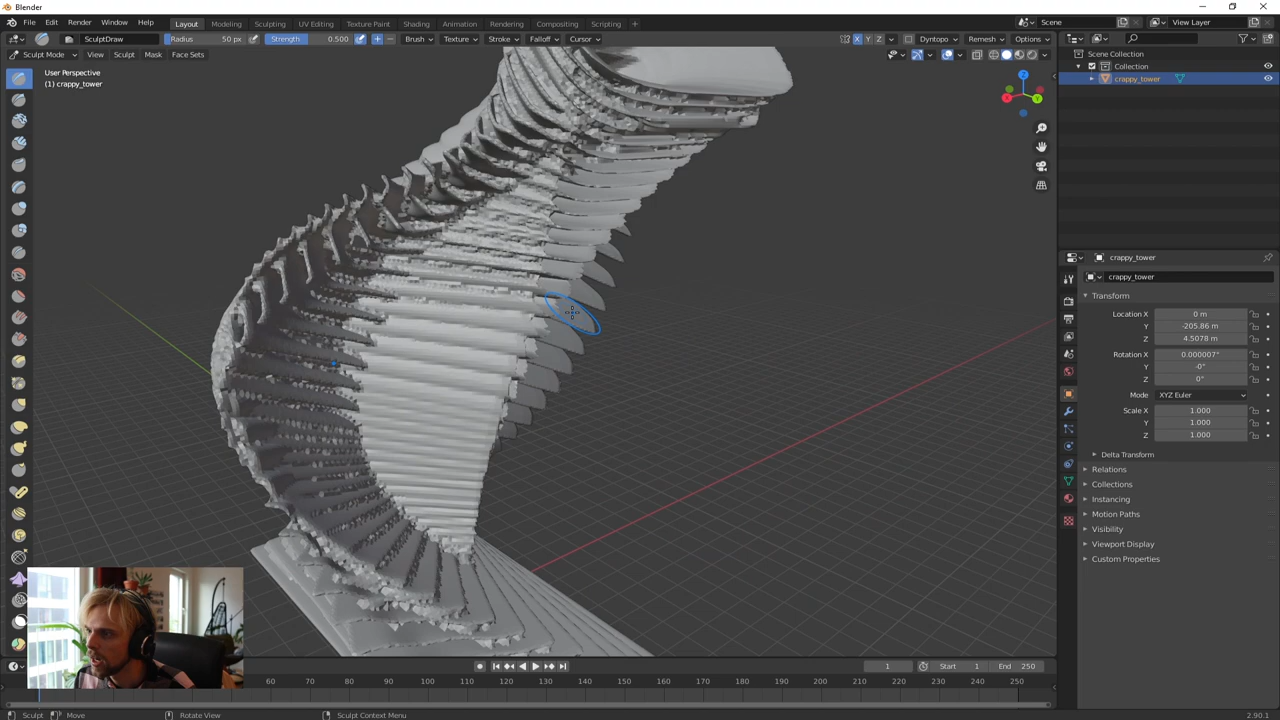 Blender
File Edit Render Window Help Layout Modeling Sculpting UV Editing Texture Paint Shading Animation Rendering Compositing Scripting + Scene View Layer
SculptDraw Radius 50 px Strength 0.500 Brush Texture Stroke Falloff Cursor X Y Z Dyntopo Remesh Options
Sculpt Mode View Sculpt Mask Face Sets
User Perspective
(1) crappy_tower
Scene Collection
Collection
crappy_tower
X Y Z
crappy_tower
crappy_tower
Transform
Location X 0 m
Y -205.86 m
Z 4.5078 m
Rotation X 0.000007°
Y -0°
Z 0°
Mode XYZ Euler
Scale X 1.000
Y 1.000
Z 1.000
Delta Transform
Relations
Collections
Instancing
Motion Paths
Visibility
Viewport Display
Custom Properties
1 Start 1 End 250
60 70 80 90 100 110 120 130 140 150 160 170 180 190 200 210 220 230 240 250
Sculpt Move Rotate View Sculpt Context Menu 2.90.1